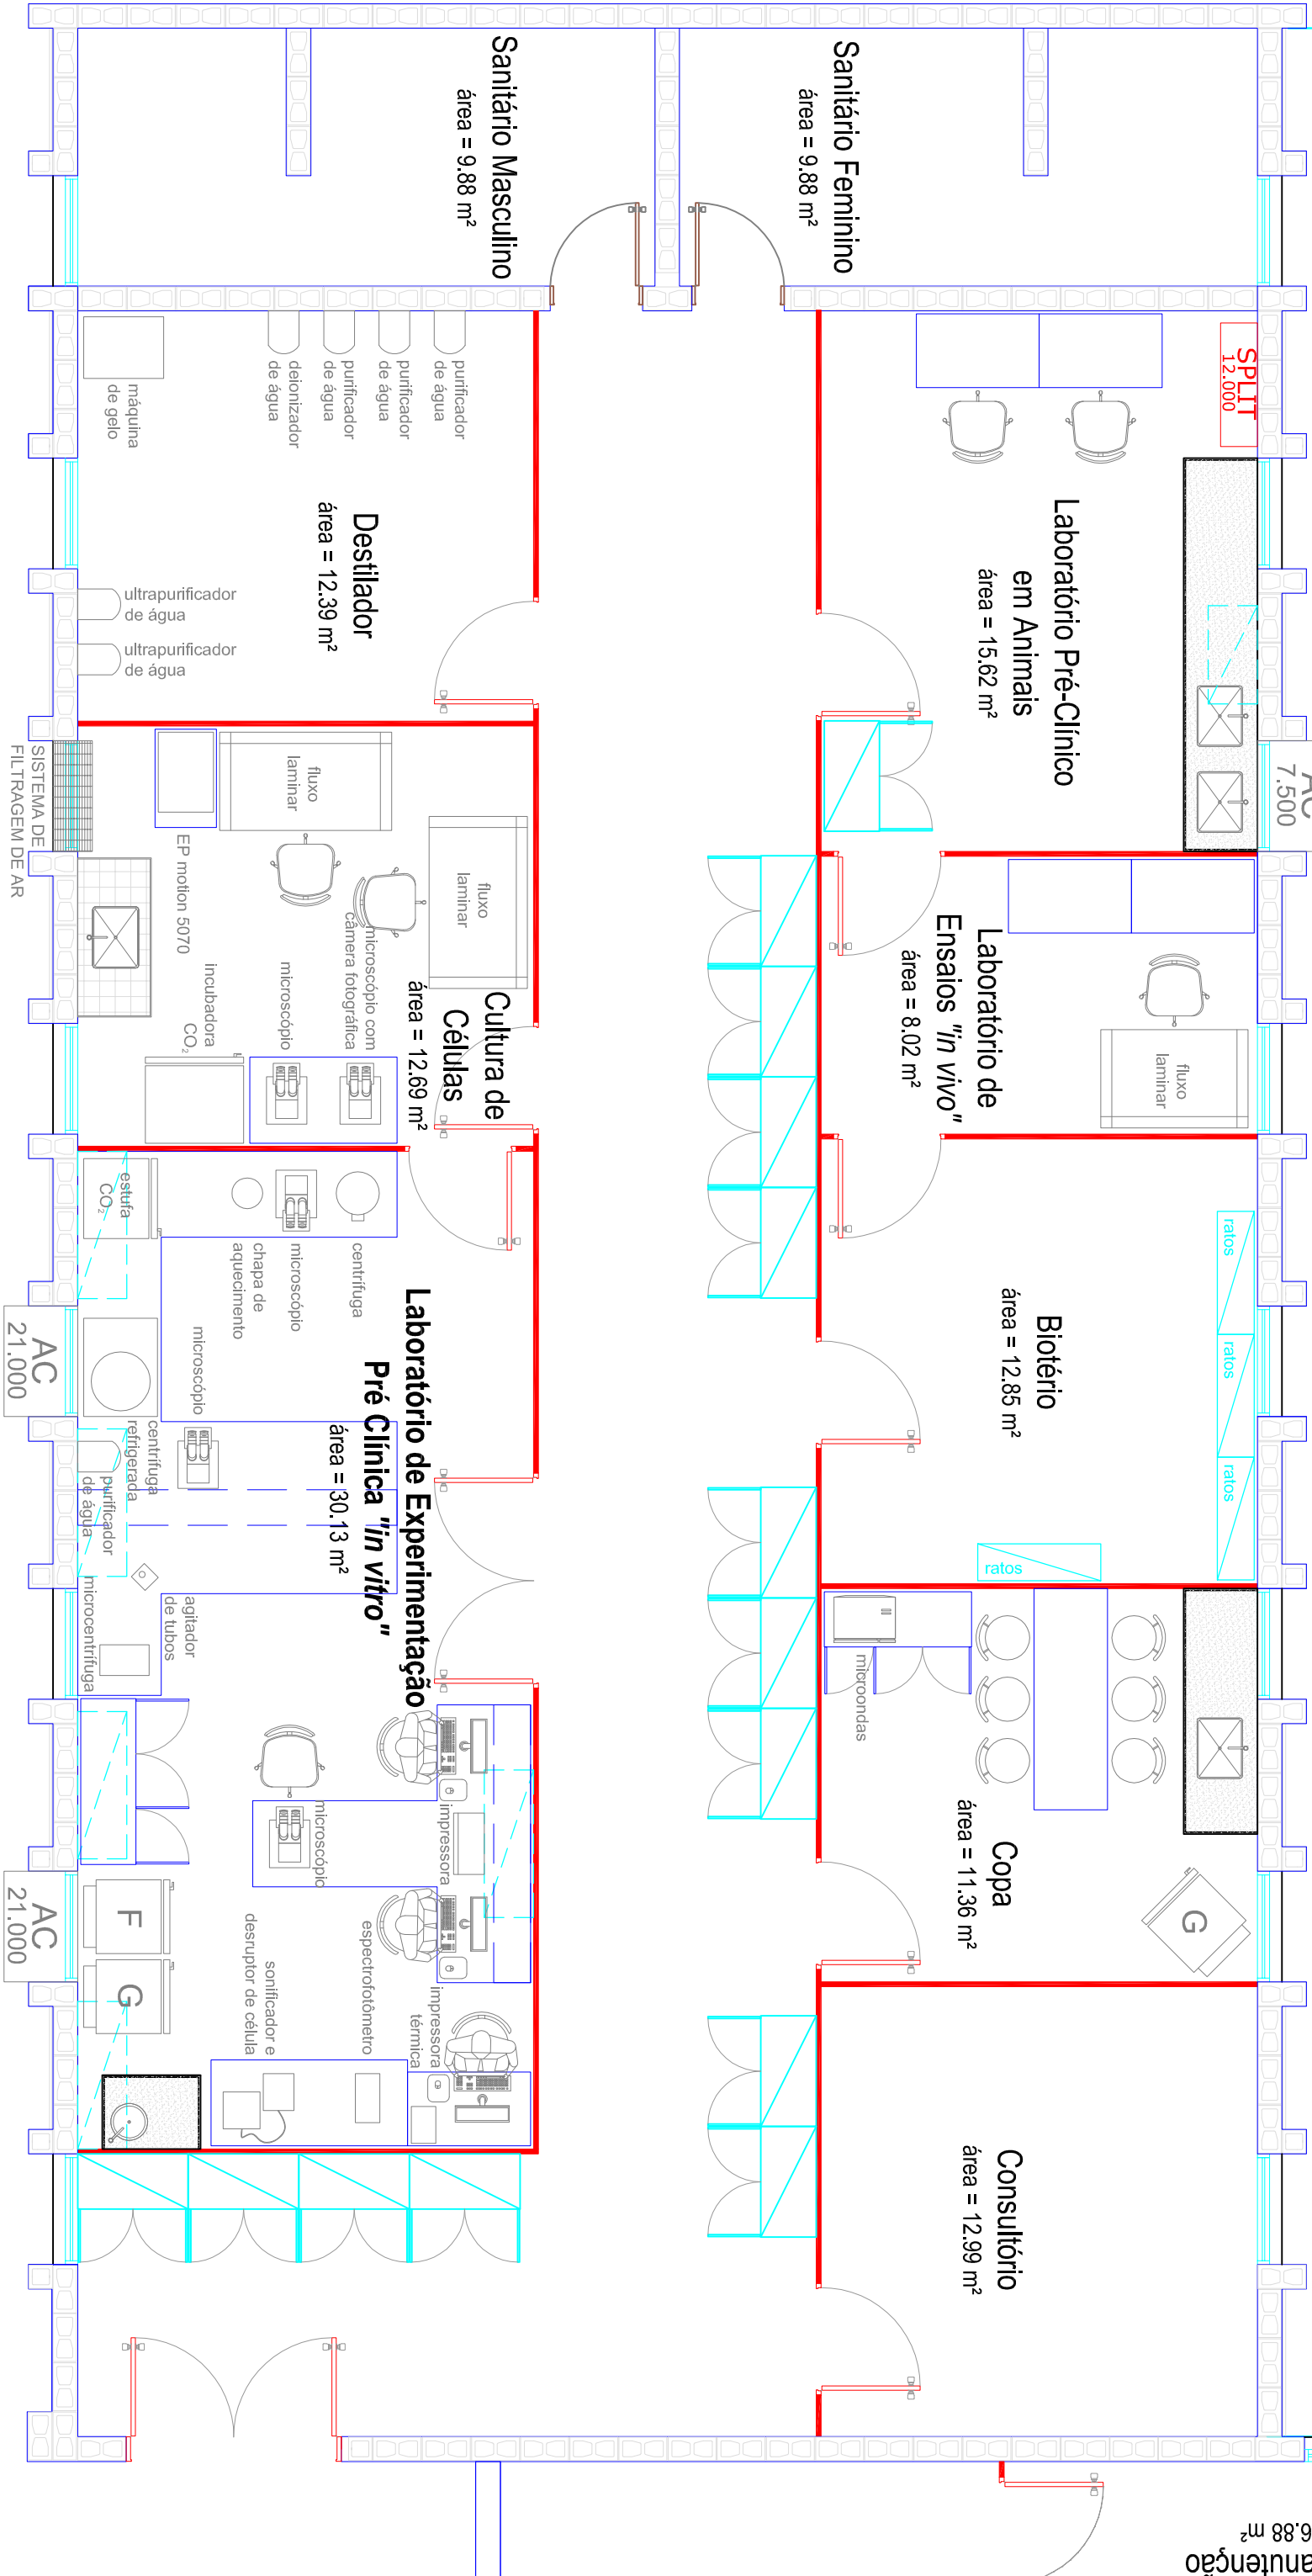 Sanitário Masculino
área = 9.88 m²
Sanitário Feminino
área = 9.88 m²
SPLIT
12.000
máquina
de gelo
deionizador
de água
purificador
de água
purificador
de água
purificador
de água
Destilador
área = 12.39 m²
ultrapurificador
de água
ultrapurificador
de água
Laboratório Pré-Clínico
em Animais
área = 15.62 m²
AC
7.500
SISTEMA DE
FILTRAGEM DE AR
EP motion 5070
fluxo
laminar
fluxo
laminar
microscópio com
câmera fotográfica
microscópio
incubadora
CO₂
Cultura de
Células
área = 12.69 m²
Laboratório de
Ensaios "in vivo"
área = 8.02 m²
fluxo
laminar
estufa
CO₂
chapa de
aquecimento
microscópio
centrífuga
AC
21.000
microscópio
centrífuga
refrigerada
purificador
de água
agitador
de tubos
microcentrífuga
Laboratório de Experimentação
Pré Clínica "in vitro"
área = 30.13 m²
Biotério
área = 12.85 m²
ratos
ratos
ratos
ratos
microondas
Copa
área = 11.36 m²
G
microscópio
impressora
AC
21.000
F
G
sonificador e
desruptor de célula
espectrofotômetro
impressora
térmica
Consultório
área = 12.99 m²
anutenção
6.88 m²